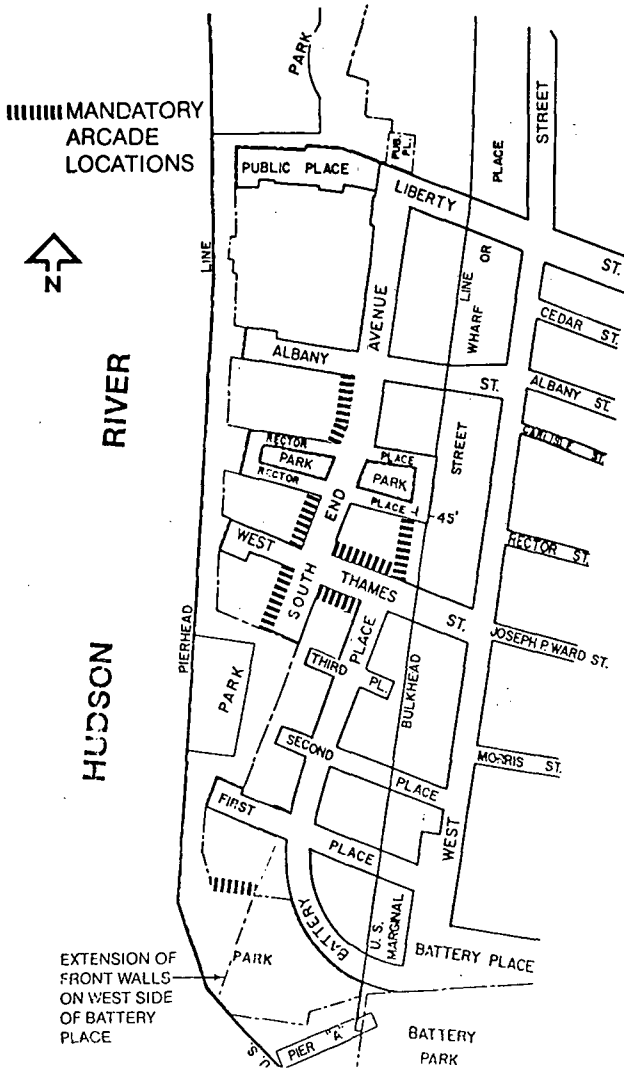 PARK
MANDATORY
ARCADE
LOCATIONS
STREET
PUB.
PL.
PLACE
PUBLIC PLACE
LIBERTY
ST.
N
LINE
LINE OR
WHARF
AVENUE
CEDAR ST.
ALBANY
ST.
ALBANY ST.
RIVER
CARLISLE ST.
RECTOR
PLACE
PARK
PARK
RECTOR
PLACE
STREET
45'
END
WEST
RECTOR ST.
SOUTH
THAMES
ST.
PLACE
JOSEPH P. WARD ST.
PIERHEAD
THIRD
PL.
BULKHEAD
HUDSON
PARK
SECOND
PLACE
MORRIS ST.
FIRST
PLACE
WEST
BATTERY
U.S.
MARGINAL
BATTERY PLACE
EXTENSION OF
FRONT WALLS
ON WEST SIDE
OF BATTERY
PLACE
PARK
U.S.
PIER "A"
BATTERY
PARK